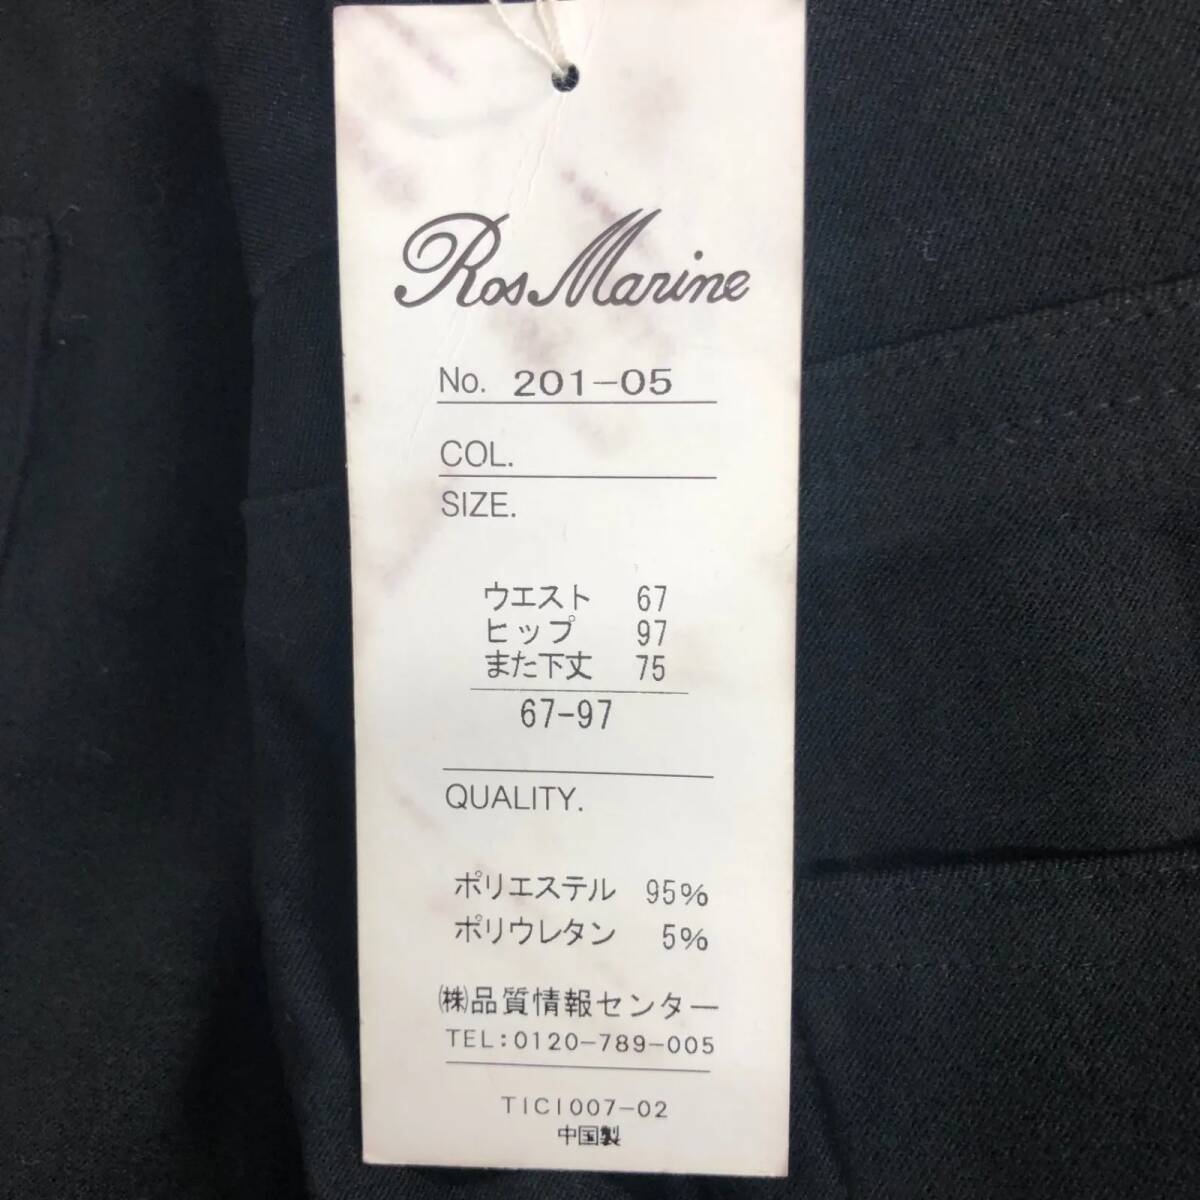 Ros Marine
No. 201-05
COL.
SIZE.
ウエスト 67
ヒップ 97
また下丈 75
67-97
QUALITY.
ポリエステル 95%
ポリウレタン 5%
㈱品質情報センター
TEL:0120-789-005
TICI007-02
中国製